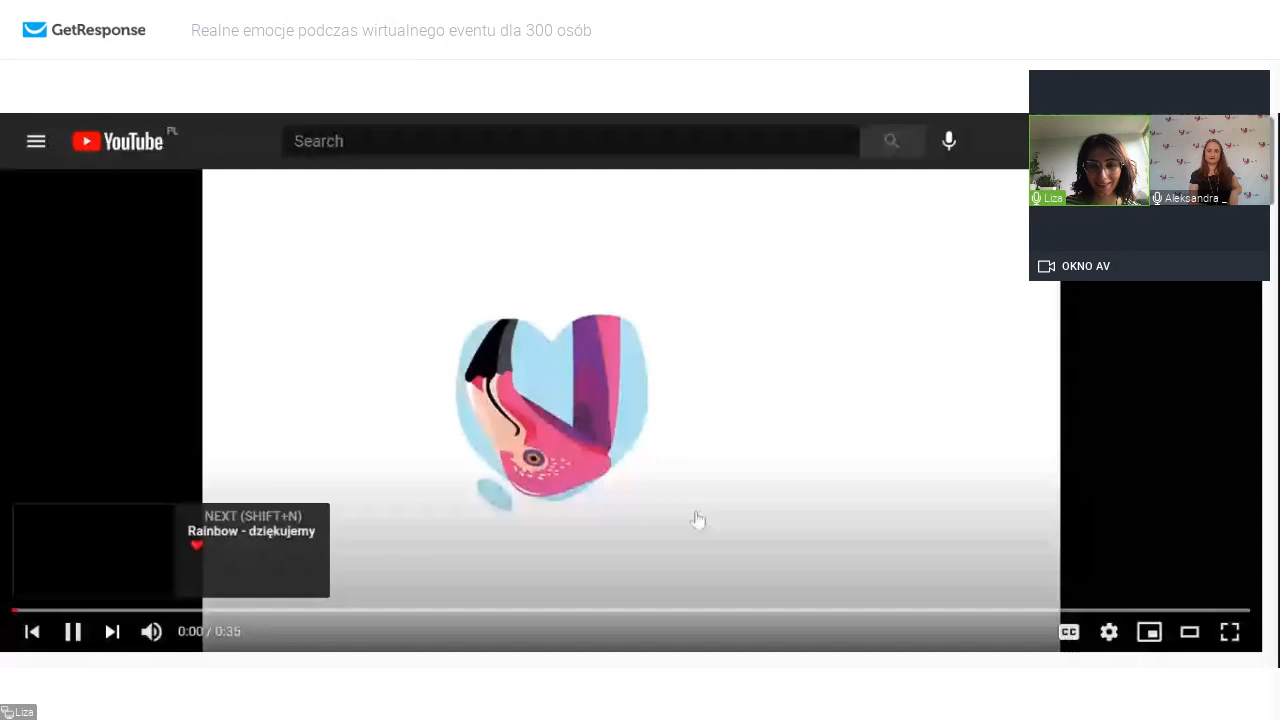 GetResponse
Realne emocje podczas wirtualnego eventu dla 300 osób
YouTube PL
Search
Liza
Aleksandra _
OKNO AV
NEXT (SHIFT+N)
Rainbow - dziękujemy
0:00 / 0:35
CC
Liza